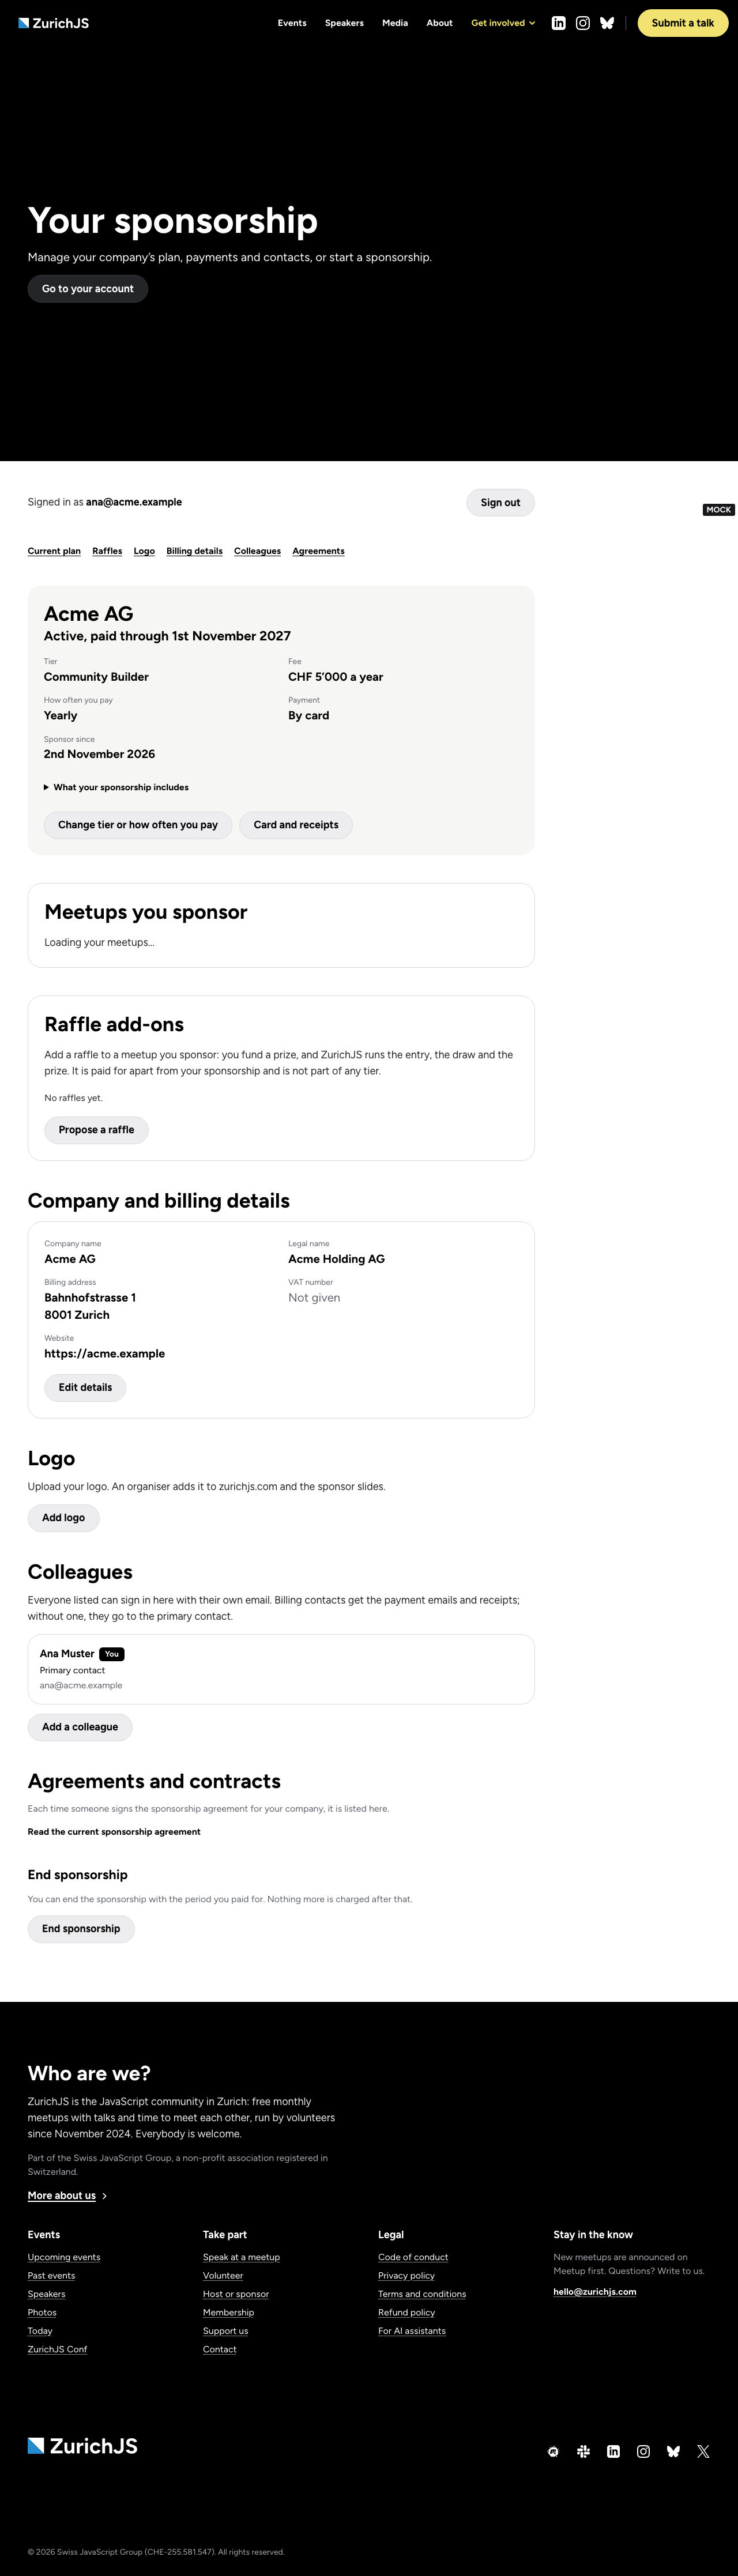 ZurichJS
Events Speakers Media About Get involved Submit a talk
Your sponsorship
Manage your company's plan, payments and contacts, or start a sponsorship.
Go to your account
Signed in as ana@acme.example
Sign out
MOCK
Current plan Raffles Logo Billing details Colleagues Agreements
Acme AG
Active, paid through 1st November 2027
Tier
Community Builder
Fee
CHF 5’000 a year
How often you pay
Yearly
Payment
By card
Sponsor since
2nd November 2026
What your sponsorship includes
Change tier or how often you pay
Card and receipts
Meetups you sponsor
Loading your meetups...
Raffle add-ons
Add a raffle to a meetup you sponsor: you fund a prize, and ZurichJS runs the entry, the draw and the
prize. It is paid for apart from your sponsorship and is not part of any tier.
No raffles yet.
Propose a raffle
Company and billing details
Company name
Acme AG
Legal name
Acme Holding AG
Billing address
Bahnhofstrasse 1
8001 Zurich
VAT number
Not given
Website
https://acme.example
Edit details
Logo
Upload your logo. An organiser adds it to zurichjs.com and the sponsor slides.
Add logo
Colleagues
Everyone listed can sign in here with their own email. Billing contacts get the payment emails and receipts;
without one, they go to the primary contact.
Ana Muster You
Primary contact
ana@acme.example
Add a colleague
Agreements and contracts
Each time someone signs the sponsorship agreement for your company, it is listed here.
Read the current sponsorship agreement
End sponsorship
You can end the sponsorship with the period you paid for. Nothing more is charged after that.
End sponsorship
Who are we?
ZurichJS is the JavaScript community in Zurich: free monthly
meetups with talks and time to meet each other, run by volunteers
since November 2024. Everybody is welcome.
Part of the Swiss JavaScript Group, a non-profit association registered in
Switzerland.
More about us
Events
Upcoming events
Past events
Speakers
Photos
Today
ZurichJS Conf
Take part
Speak at a meetup
Volunteer
Host or sponsor
Membership
Support us
Contact
Legal
Code of conduct
Privacy policy
Terms and conditions
Refund policy
For AI assistants
Stay in the know
New meetups are announced on
Meetup first. Questions? Write to us.
hello@zurichjs.com
ZurichJS
© 2026 Swiss JavaScript Group (CHE-255.581.547). All rights reserved.